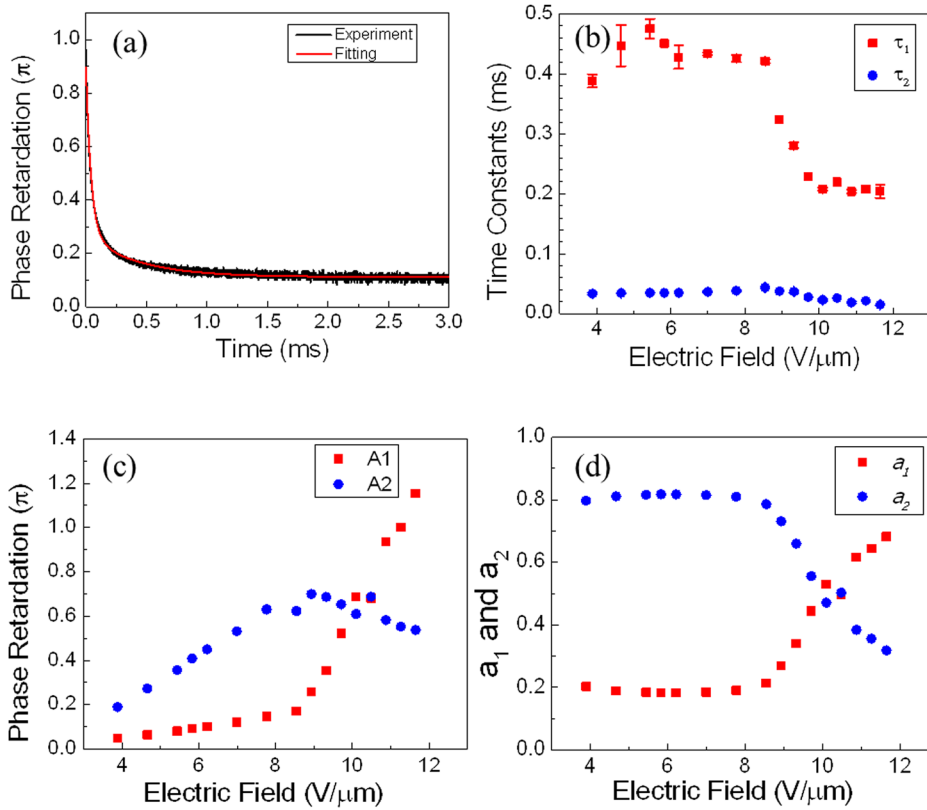 (a)
Experiment
Fitting
Phase Retardation (π)
1.0
0.8
0.6
0.4
0.2
0.0
0.0 0.5 1.0 1.5 2.0 2.5 3.0
Time (ms)
(b)
τ₁
τ₂
Time Constants (ms)
0.5
0.4
0.3
0.2
0.1
0.0
4 6 8 10 12
Electric Field (V/μm)
(c)
A1
A2
Phase Retardation (π)
1.4
1.2
1.0
0.8
0.6
0.4
0.2
0.0
4 6 8 10 12
Electric Field (V/μm)
(d)
a₁
a₂
a₁ and a₂
1.0
0.8
0.6
0.4
0.2
0.0
4 6 8 10 12
Electric Field (V/μm)